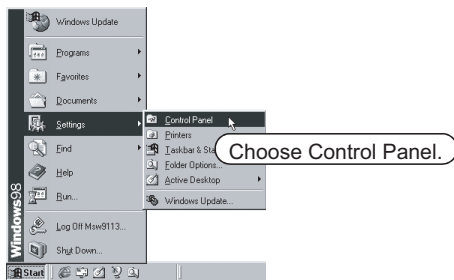 Windows Update
Programs
Favorites
Documents
Settings
Find
Help
Run...
Log Off Msw9113...
Shut Down...
Windows98
Start
Control Panel
Printers
Taskbar & Sta
Folder Options...
Active Desktop
Windows Update...
Choose Control Panel.